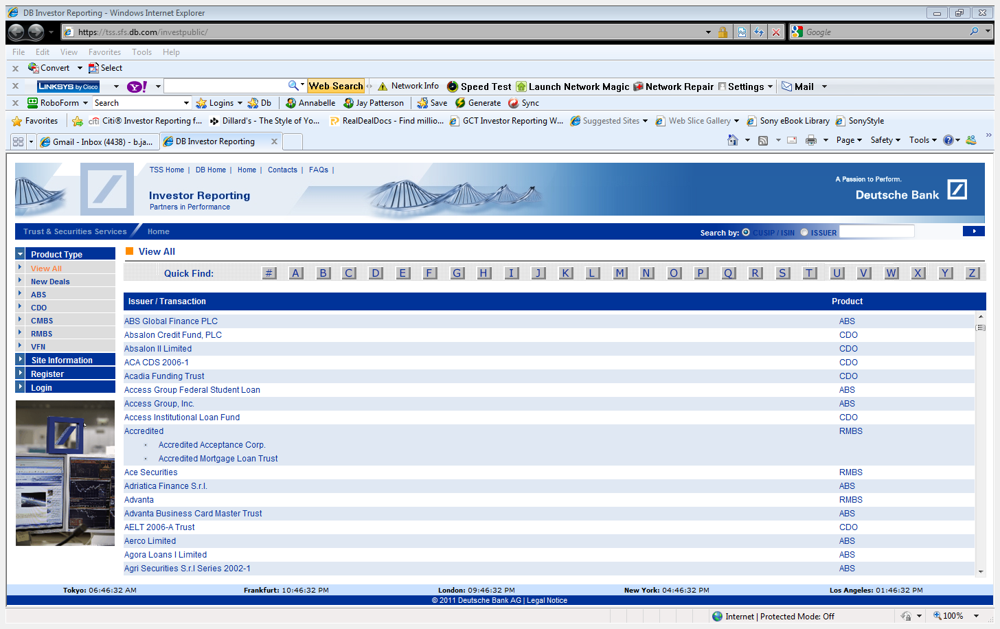 DB Investor Reporting - Windows Internet Explorer
https://tss.sfs.db.com/investpublic/
Google
File Edit View Favorites Tools Help
x Convert Select
x LINKSYS by Cisco Y! Web Search Network Info Speed Test Launch Network Magic Network Repair Settings Mail
x RoboForm Search Logins Db Annabelle Jay Patterson Save Generate Sync
Favorites citi Citi® Investor Reporting f... Dillard's - The Style of Yo... RealDealDocs - Find millio... GCT Investor Reporting W... Suggested Sites Web Slice Gallery Sony eBook Library SonyStyle
Gmail - Inbox (4438) - b.ja... DB Investor Reporting x Page Safety Tools
TSS Home | DB Home | Home | Contacts | FAQs |
Investor Reporting
Partners in Performance
A Passion to Perform.
Deutsche Bank
Trust & Securities Services Home Search by: CUSIP / ISIN ISSUER
Product Type
View All
New Deals
ABS
CDO
CMBS
RMBS
VFN
Site Information
Register
Login
View All
Quick Find: # A B C D E F G H I J K L M N O P Q R S T U V W X Y Z
Issuer / Transaction Product
ABS Global Finance PLC ABS
Absalon Credit Fund, PLC CDO
Absalon II Limited CDO
ACA CDS 2006-1 CDO
Acadia Funding Trust CDO
Access Group Federal Student Loan ABS
Access Group, Inc. ABS
Access Institutional Loan Fund CDO
Accredited RMBS
Accredited Acceptance Corp.
Accredited Mortgage Loan Trust
Ace Securities RMBS
Adriatica Finance S.r.l. ABS
Advanta RMBS
Advanta Business Card Master Trust ABS
AELT 2006-A Trust CDO
Aerco Limited ABS
Agora Loans I Limited ABS
Agri Securities S.r.l Series 2002-1 ABS
Tokyo: 06:46:32 AM Frankfurt: 10:46:32 PM London: 09:46:32 PM New York: 04:46:32 PM Los Angeles: 01:46:32 PM
© 2011 Deutsche Bank AG | Legal Notice
Internet | Protected Mode: Off 100%